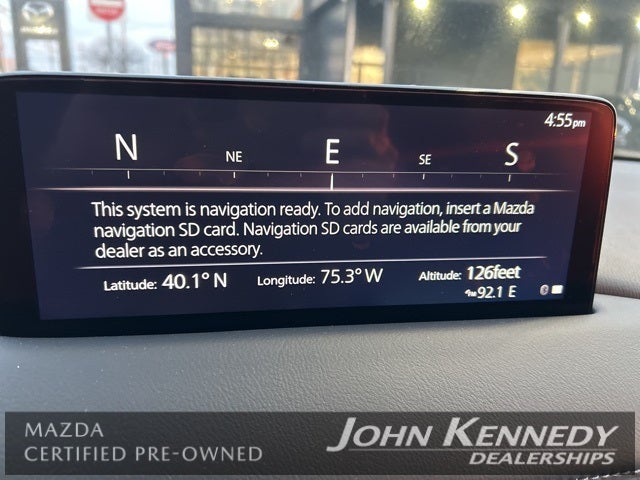 4:55pm
N NE E SE S
This system is navigation ready. To add navigation, insert a Mazda
navigation SD card. Navigation SD cards are available from your
dealer as an accessory.
Latitude: 40.1° N Longitude: 75.3° W Altitude: 126feet
92.1 E
MAZDA
CERTIFIED PRE-OWNED
JOHN KENNEDY
DEALERSHIPS